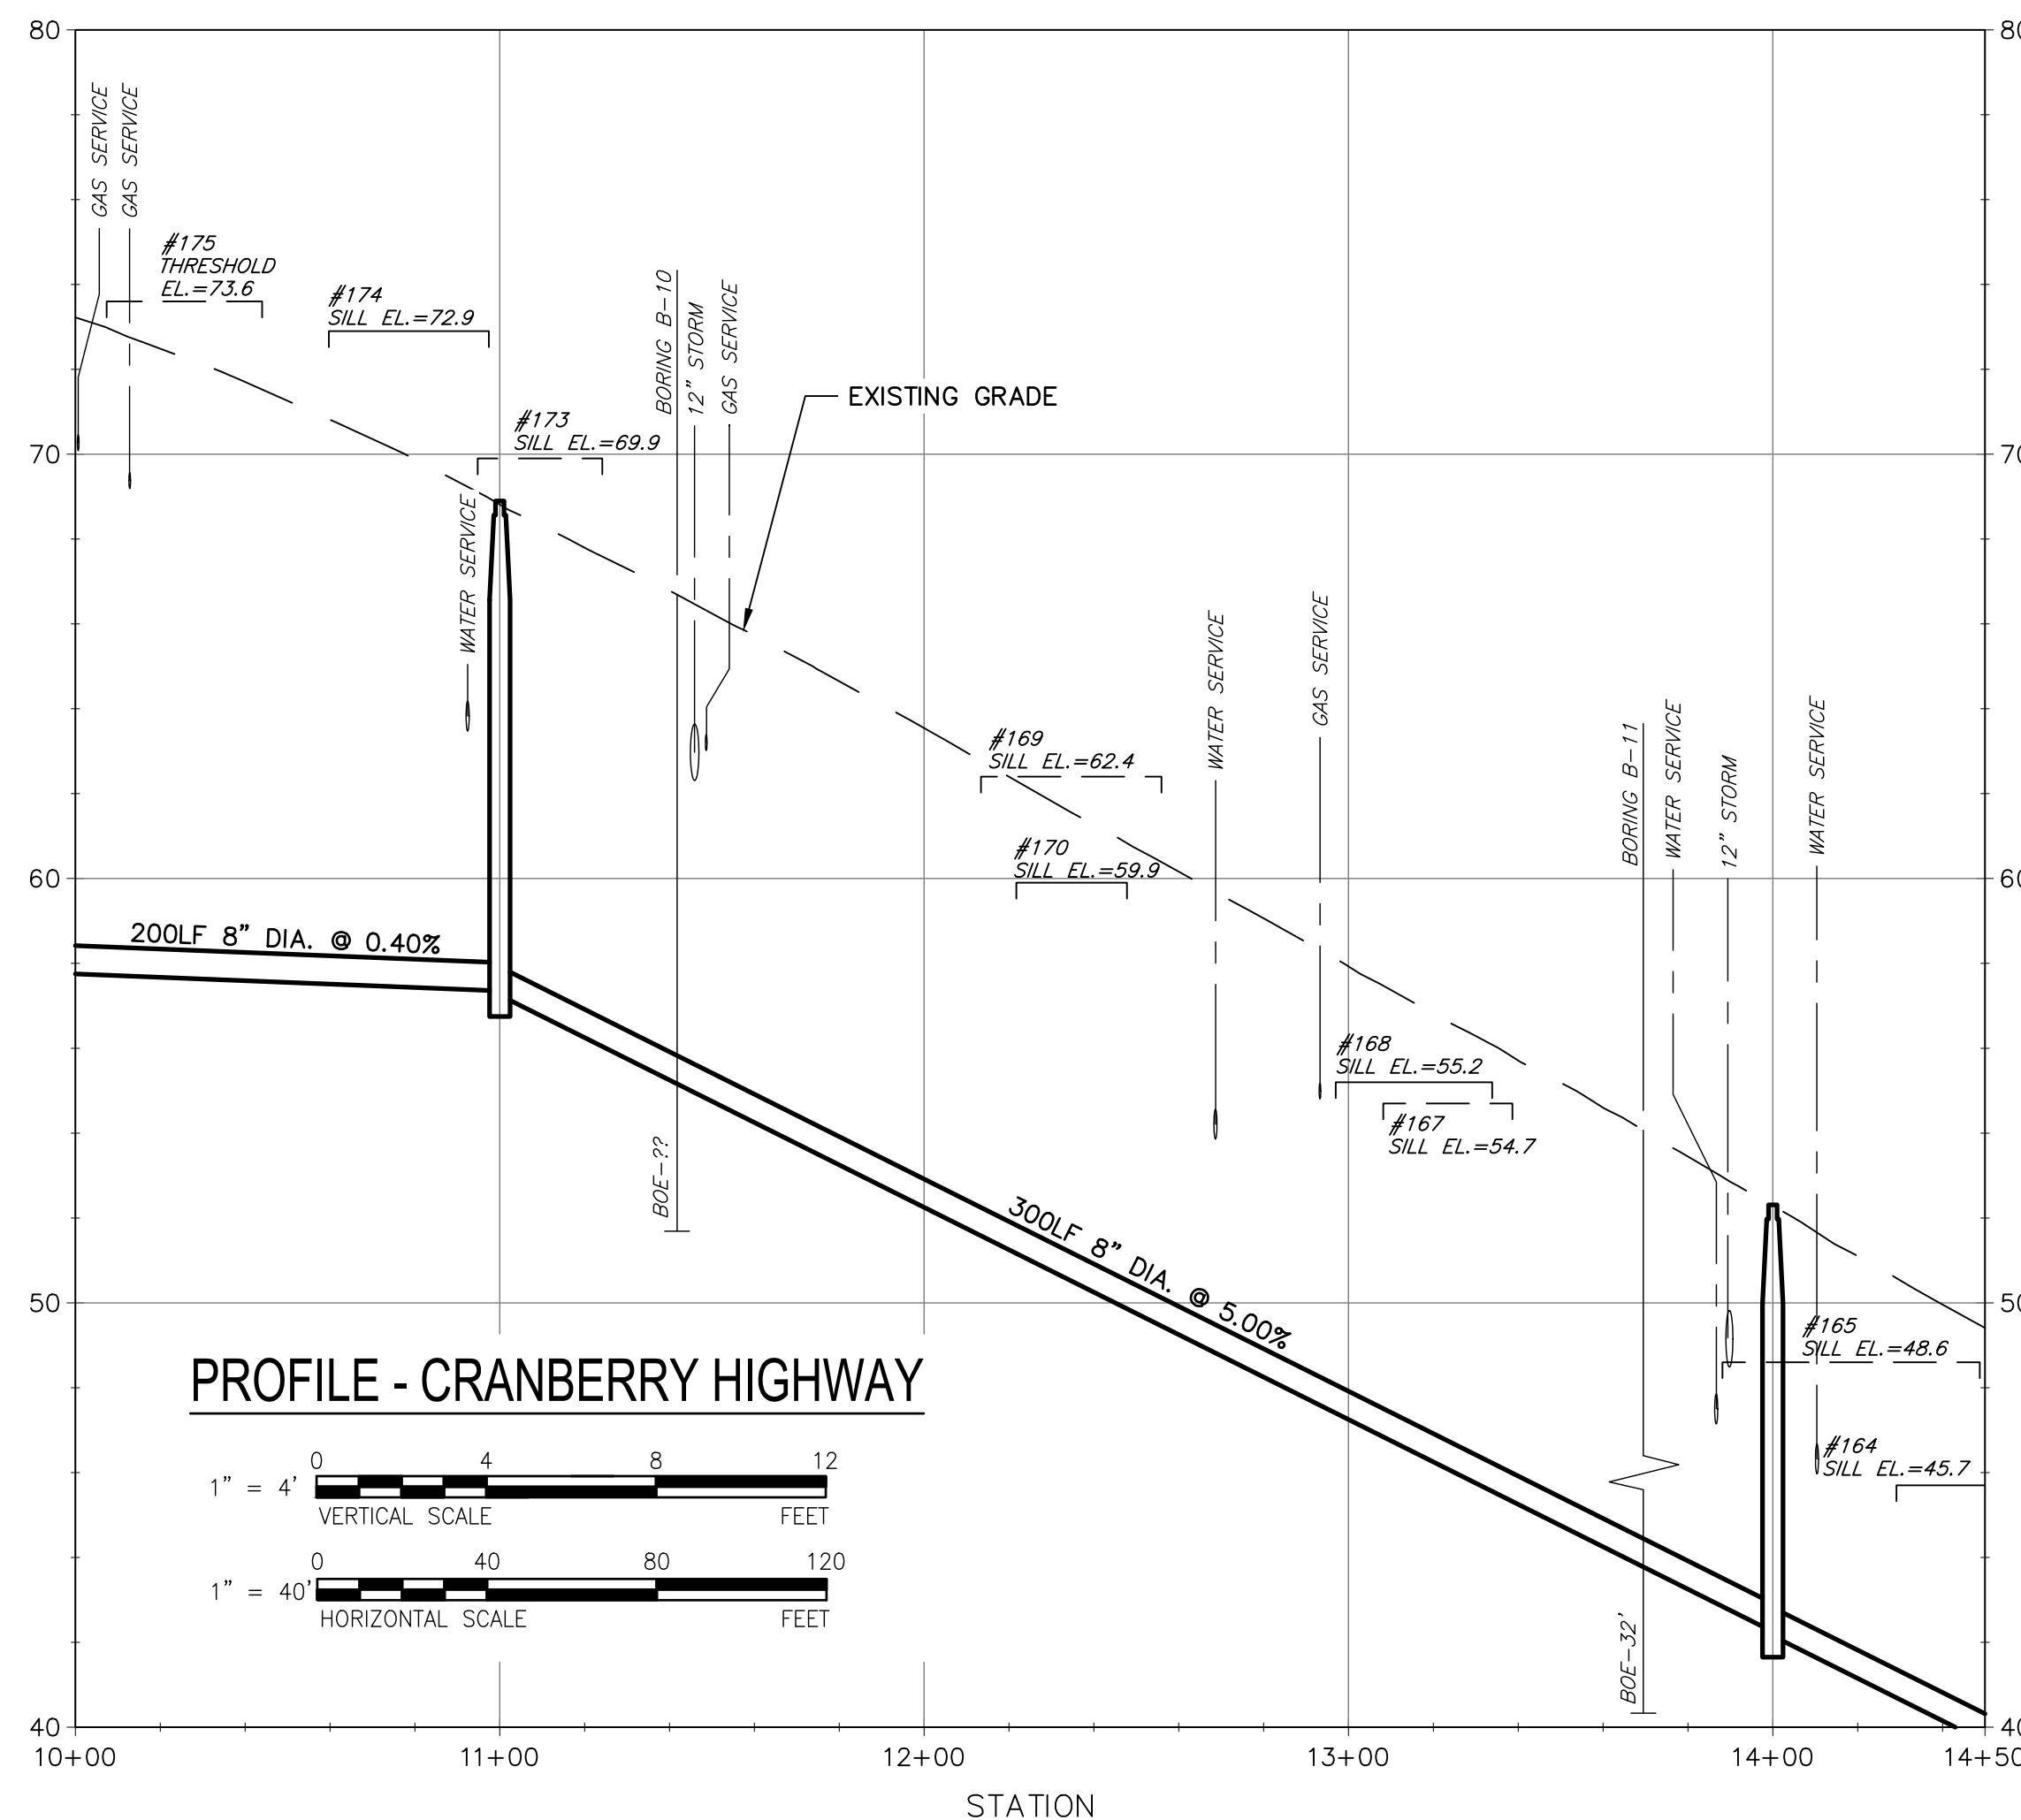 80
80
GAS SERVICE
GAS SERVICE
#175
THRESHOLD
EL.=73.6
#174
SILL EL.=72.9
BORING B-10
12" STORM
GAS SERVICE
EXISTING GRADE
#173
SILL EL.=69.9
70
70
WATER SERVICE
WATER SERVICE
GAS SERVICE
#169
SILL EL.=62.4
BORING B-11
WATER SERVICE
12" STORM
WATER SERVICE
#170
SILL EL.=59.9
60
60
200LF 8" DIA. @ 0.40%
#168
SILL EL.=55.2
#167
SILL EL.=54.7
BOE-??
300LF 8" DIA. @ 5.00%
50
50
#165
SILL EL.=48.6
PROFILE - CRANBERRY HIGHWAY
#164
SILL EL.=45.7
0 4 8 12
1" = 4'
VERTICAL SCALE FEET
0 40 80 120
1" = 40'
HORIZONTAL SCALE FEET
BOE-32'
40
40
10+00 11+00 12+00 13+00 14+00 14+50
STATION